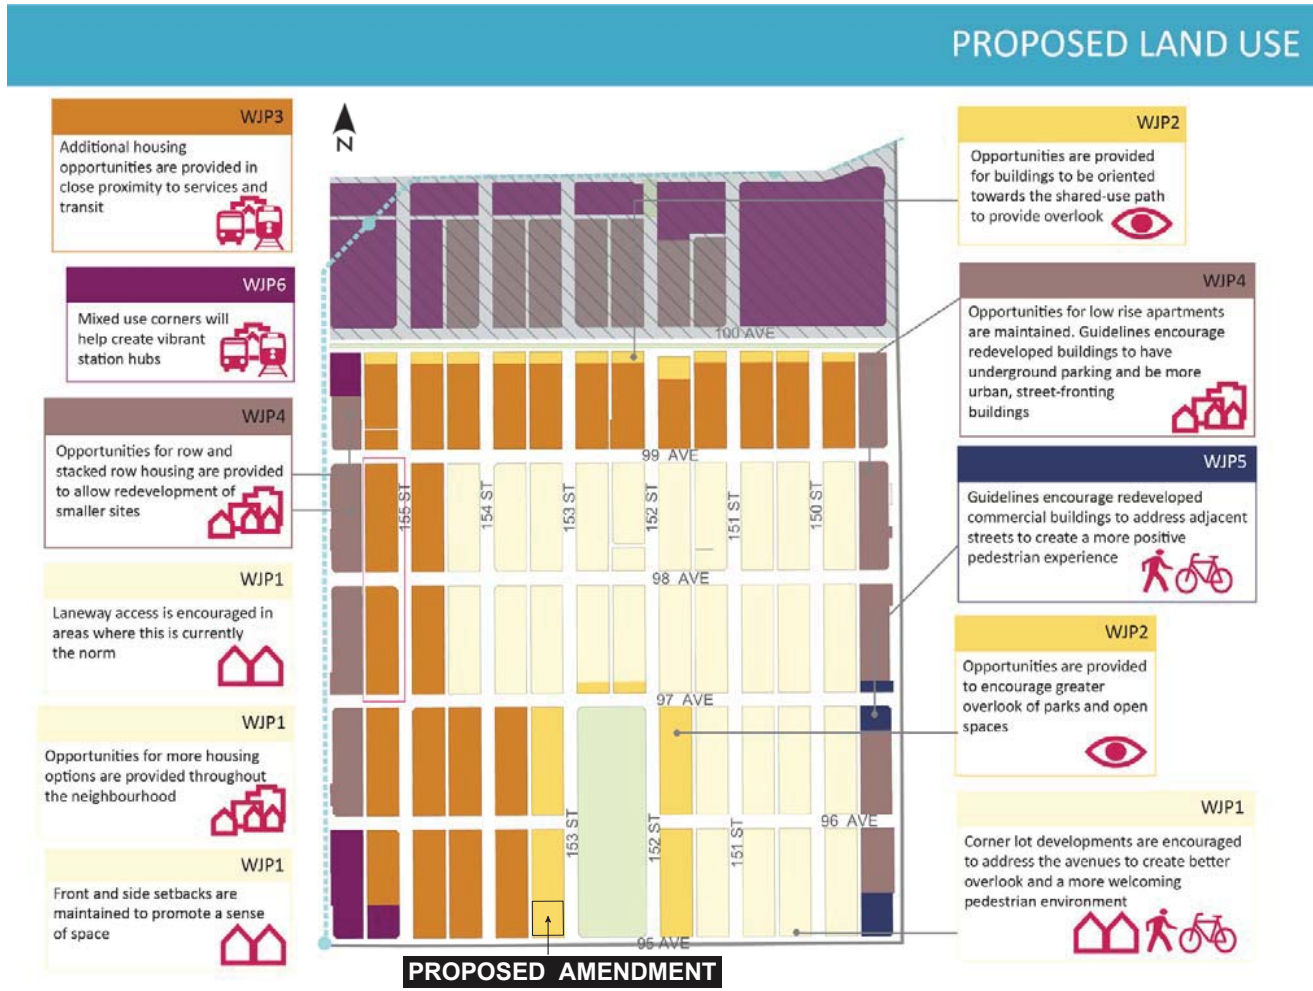 PROPOSED LAND USE
WJP3
Additional housing
opportunities are provided in
close proximity to services and
transit
WJP6
Mixed use corners will
help create vibrant
station hubs
WJP4
Opportunities for row and
stacked row housing are provided
to allow redevelopment of
smaller sites
WJP1
Laneway access is encouraged in
areas where this is currently
the norm
WJP1
Opportunities for more housing
options are provided throughout
the neighbourhood
WJP1
Front and side setbacks are
maintained to promote a sense
of space
N
100 AVE
99 AVE
155 ST
154 ST
153 ST
152 ST
151 ST
150 ST
98 AVE
97 AVE
96 AVE
153 ST
152 ST
151 ST
95 AVE
PROPOSED AMENDMENT
WJP2
Opportunities are provided
for buildings to be oriented
towards the shared-use path
to provide overlook
WJP4
Opportunities for low rise apartments
are maintained. Guidelines encourage
redeveloped buildings to have
underground parking and be more
urban, street-fronting
buildings
WJP5
Guidelines encourage redeveloped
commercial buildings to address adjacent
streets to create a more positive
pedestrian experience
WJP2
Opportunities are provided
to encourage greater
overlook of parks and open
spaces
WJP1
Corner lot developments are encouraged
to address the avenues to create better
overlook and a more welcoming
pedestrian environment